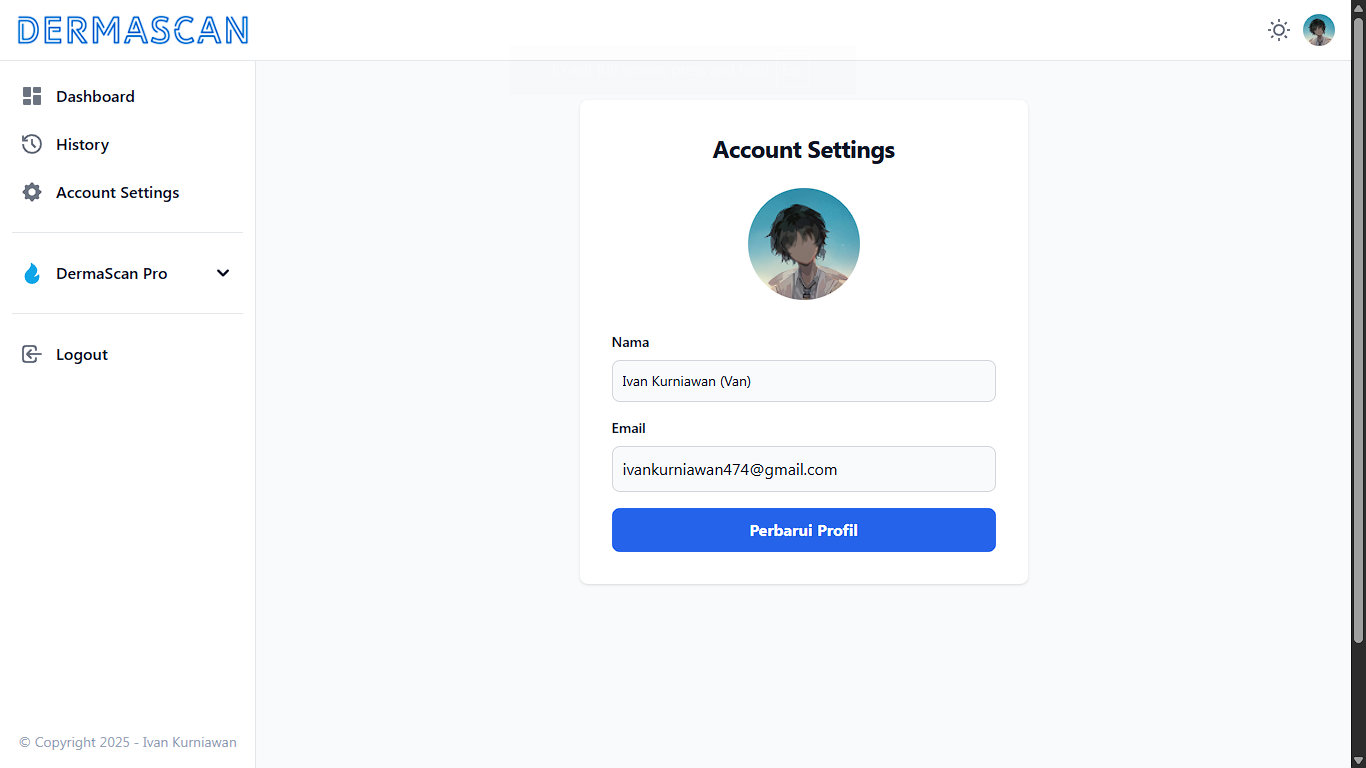 DERMASCAN
Dashboard
History
Account Settings
DermaScan Pro
Logout
© Copyright 2025 - Ivan Kurniawan
Account Settings
Nama
Ivan Kurniawan (Van)
Email
ivankurniawan474@gmail.com
Perbarui Profil